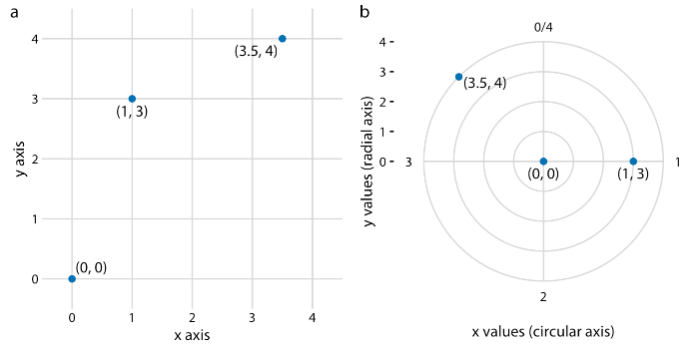 a
4
3
2
1
0
y axis
(3.5, 4)
(1, 3)
(0, 0)
0 1 2 3 4
x axis
b
0/4
4
3
2
1
0
y values (radial axis)
(3.5, 4)
3
(0, 0)
(1, 3)
1
2
x values (circular axis)